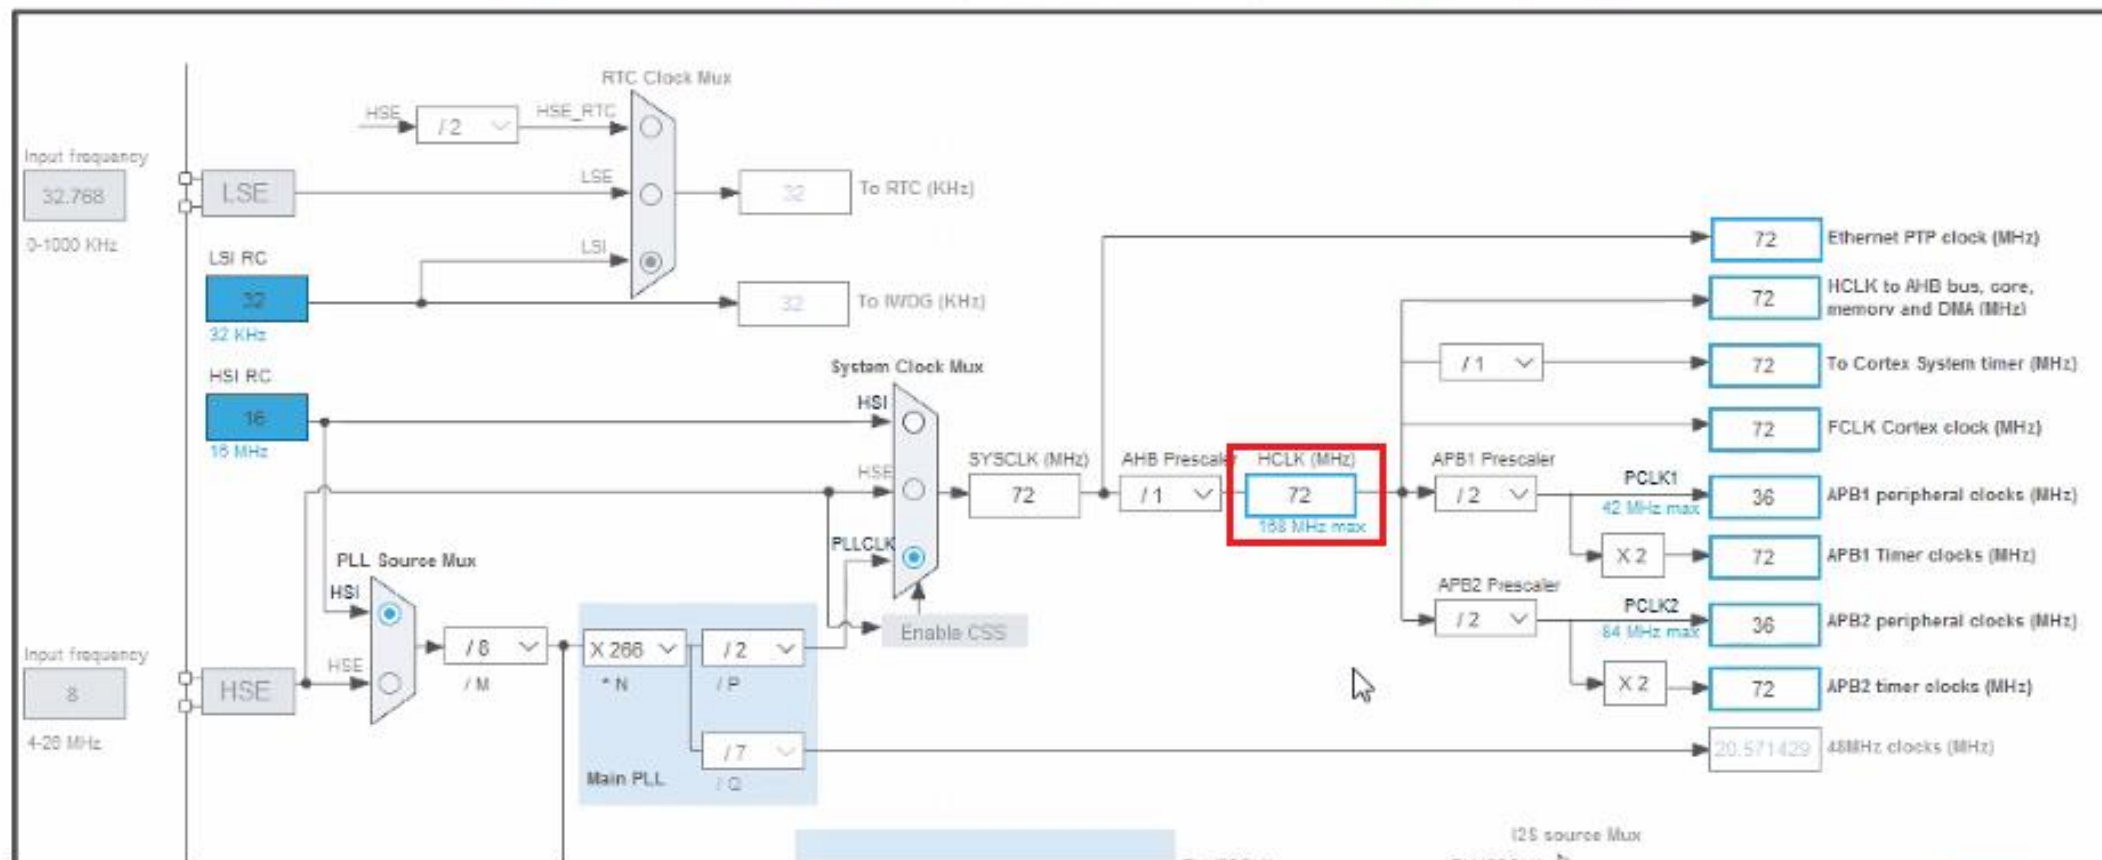 RTC Clock Mux
HSE
/ 2
HSE_RTC
Input frequency
32.768
0-1000 KHz
LSE
LSE
32
To RTC (KHz)
LSI
LSI RC
32
32 KHz
32
To IWDG (KHz)
72
Ethernet PTP clock (MHz)
72
HCLK to AHB bus, core,
memory and DMA (MHz)
System Clock Mux
/ 1
72
To Cortex System timer (MHz)
HSI RC
16
16 MHz
HSI
72
FCLK Cortex clock (MHz)
HSE
SYSCLK (MHz)
72
AHB Prescaler
/ 1
HCLK (MHz)
72
168 MHz max
APB1 Prescaler
/ 2
PCLK1
42 MHz max
36
APB1 peripheral clocks (MHz)
PLLCLK
X 2
72
APB1 Timer clocks (MHz)
PLL Source Mux
HSI
APB2 Prescaler
/ 2
PCLK2
84 MHz max
36
APB2 peripheral clocks (MHz)
Enable CSS
Input frequency
8
4-26 MHz
HSE
HSE
/ 8
/ M
X 266
* N
/ 2
/ P
X 2
72
APB2 timer clocks (MHz)
/ 7
/ Q
Main PLL
20.571429
48MHz clocks (MHz)
I2S source Mux